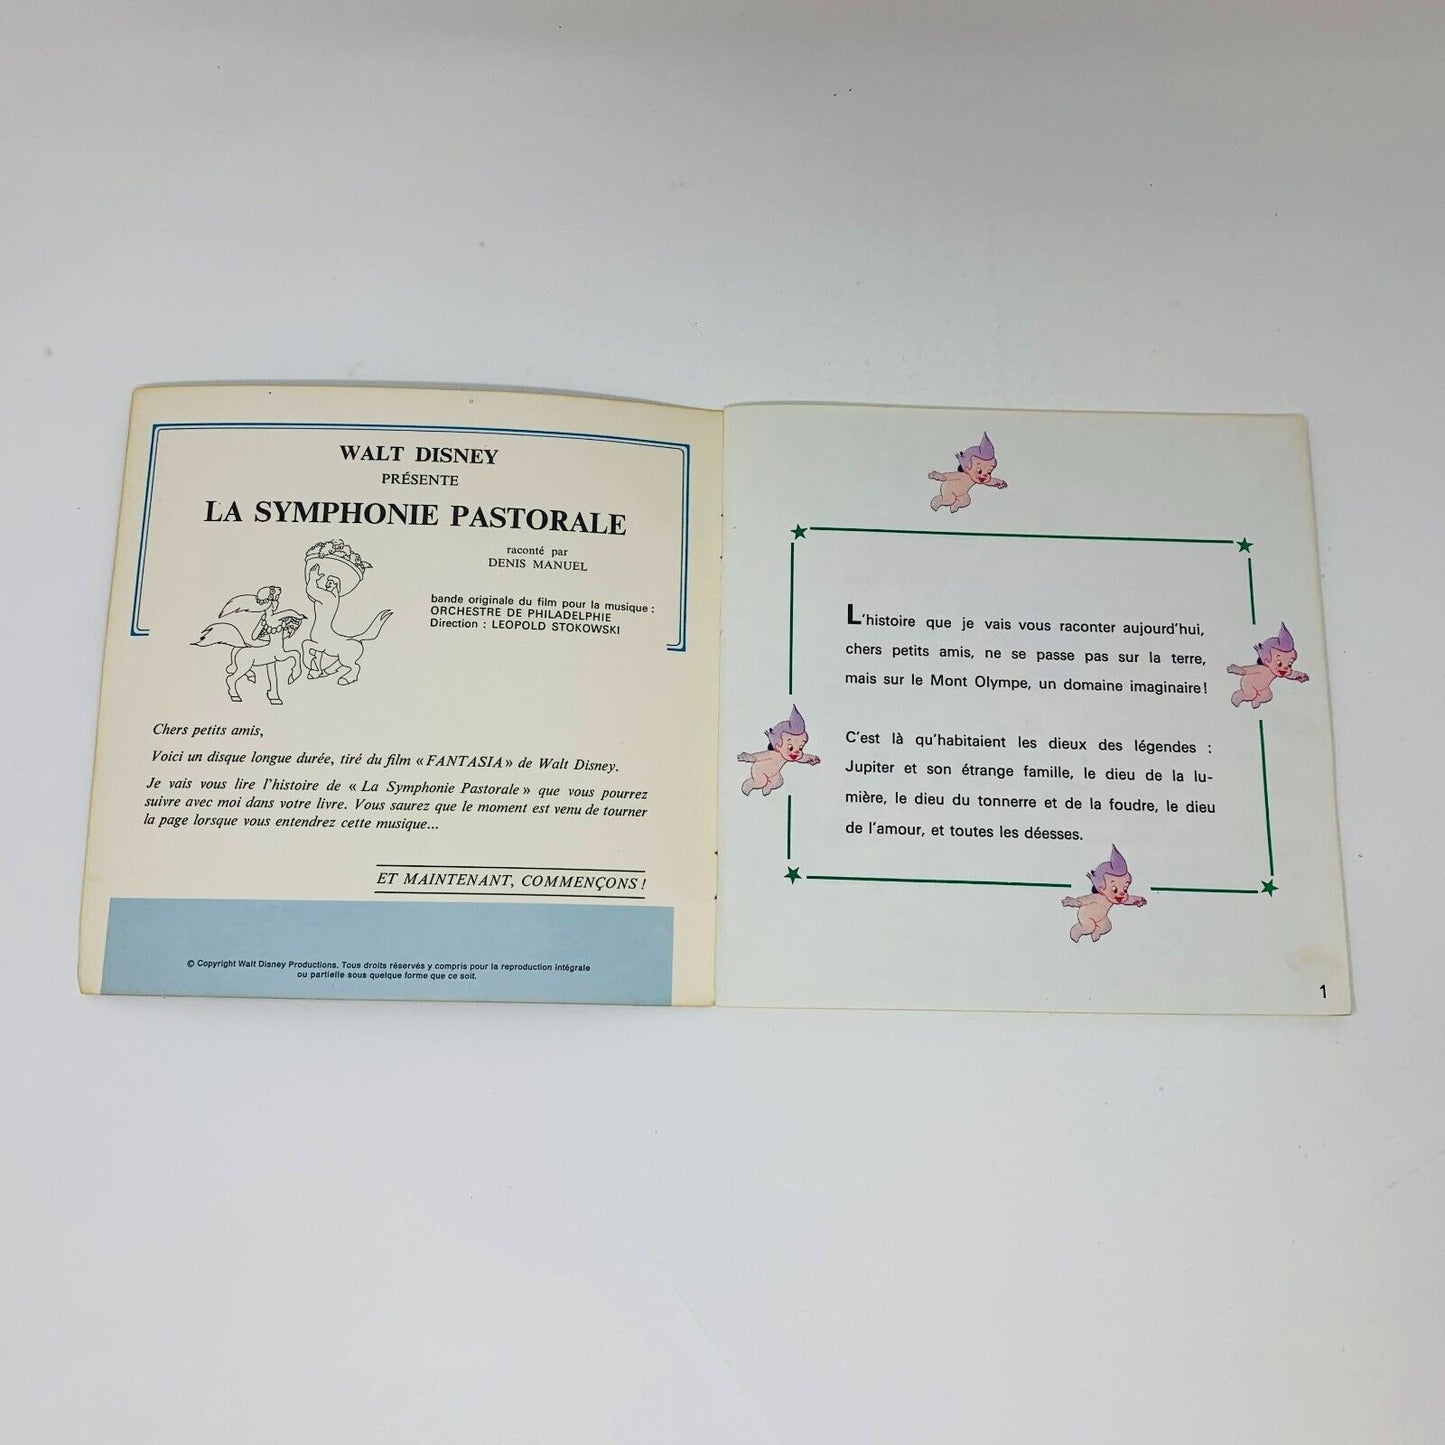 WALT DISNEY
PRÉSENTE
LA SYMPHONIE PASTORALE
raconté par
DENIS MANUEL
bande originale du film pour la musique :
ORCHESTRE DE PHILADELPHIE
Direction : LEOPOLD STOKOWSKI
Chers petits amis,
Voici un disque longue durée, tiré du film «FANTASIA» de Walt Disney.
Je vais vous lire l'histoire de « La Symphonie Pastorale» que vous pourrez
suivre avec moi dans votre livre. Vous saurez que le moment est venu de tourner
la page lorsque vous entendrez cette musique...
ET MAINTENANT, COMMENÇONS !
© Copyright Walt Disney Productions. Tous droits réservés y compris pour la reproduction intégrale
ou partielle sous quelque forme que ce soit.
L'histoire que je vais vous raconter aujourd'hui,
chers petits amis, ne se passe pas sur la terre,
mais sur le Mont Olympe, un domaine imaginaire!
C'est là qu'habitaient les dieux des légendes :
Jupiter et son étrange famille, le dieu de la lu-
mière, le dieu du tonnerre et de la foudre, le dieu
de l'amour, et toutes les déesses.
1